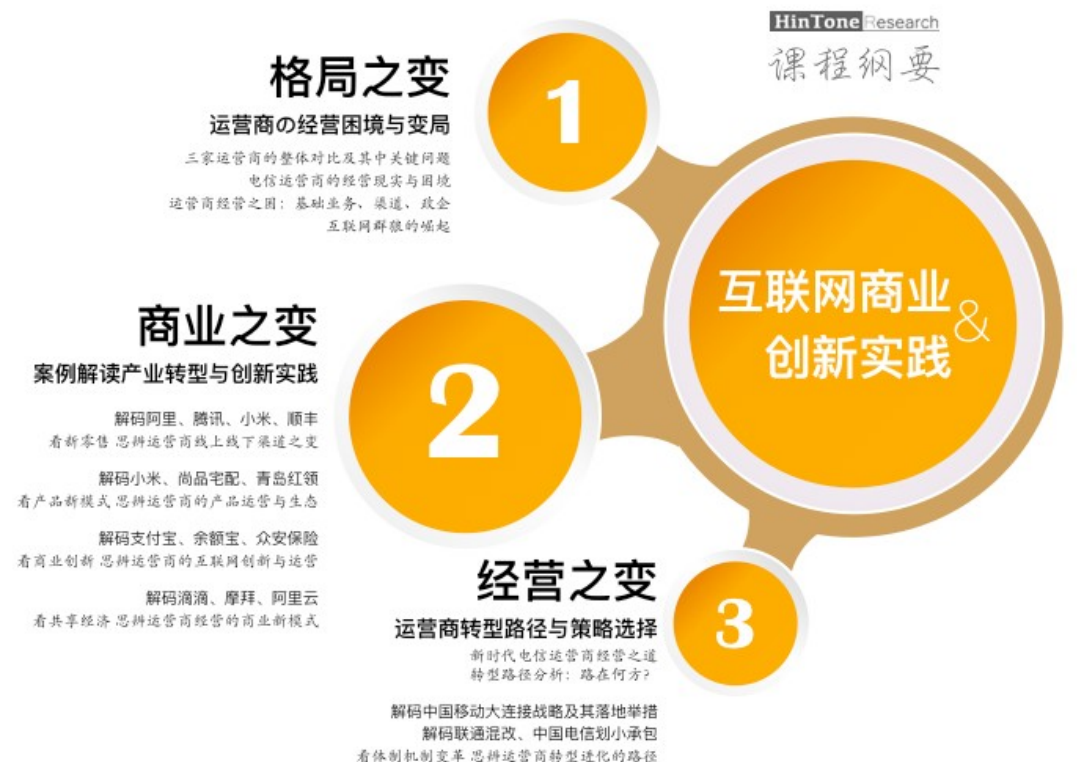 HinTone Research
课程纲要
1
格局之变
运营商の经营困境与变局
三家运营商的整体对比及其中关键问题
电信运营商的经营现实与困境
运营商经营之困：基础业务、渠道、政企
互联网群狼的崛起
互联网商业
&
创新实践
2
商业之变
案例解读产业转型与创新实践
解码阿里、腾讯、小米、顺丰
看新零售 思辨运营商线上线下渠道之变
解码小米、尚品宅配、青岛红领
看产品新模式 思辨运营商的产品运营与生态
解码支付宝、余额宝、众安保险
看商业创新 思辨运营商的互联网创新与运营
解码滴滴、摩拜、阿里云
看共享经济 思辨运营商经营的商业新模式
3
经营之变
运营商转型路径与策略选择
新时代电信运营商经营之道
转型路径分析：路在何方？
解码中国移动大连接战略及其落地举措
解码联通混改、中国电信划小承包
看体制机制变革 思辨运营商转型进化的路径